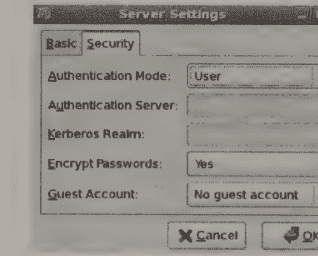 Server Settings
Basic Security
Authentication Mode: User
Authentication Server:
Kerberos Realm:
Encrypt Passwords: Yes
Guest Account: No guest account
Cancel OK